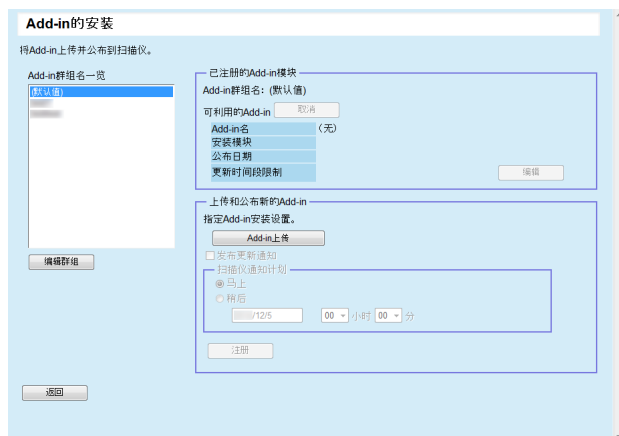 Add-in的安装
将Add-in上传并公布到扫描仪。
Add-in群组名一览
(默认值)
编辑群组
已注册的Add-in模块
Add-in群组名: (默认值)
可利用的Add-in 取消
Add-in名 （无）
安装模块
公布日期
更新时间段限制
编辑
上传和公布新的Add-in
指定Add-in安装设置。
Add-in上传
发布更新通知
扫描仪通知计划
马上
稍后
/12/5 00 小时 00 分
注册
返回